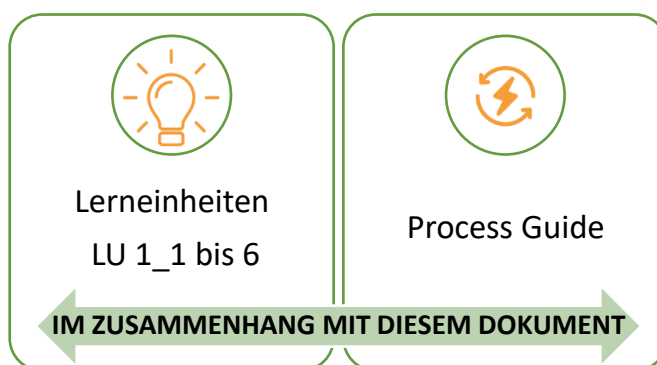 Lerneinheiten
LU 1_1 bis 6
Process Guide
IM ZUSAMMENHANG MIT DIESEM DOKUMENT